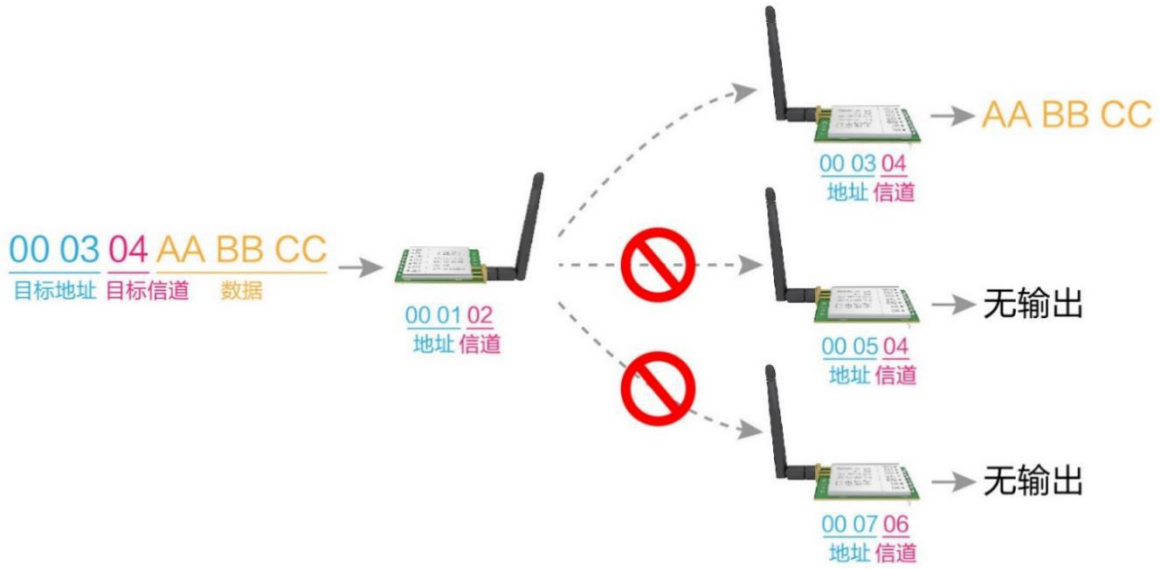 00 03 04 AA BB CC
目标地址 目标信道 数据
00 01 02
地址 信道
AA BB CC
00 03 04
地址 信道
无输出
00 05 04
地址 信道
无输出
00 07 06
地址 信道